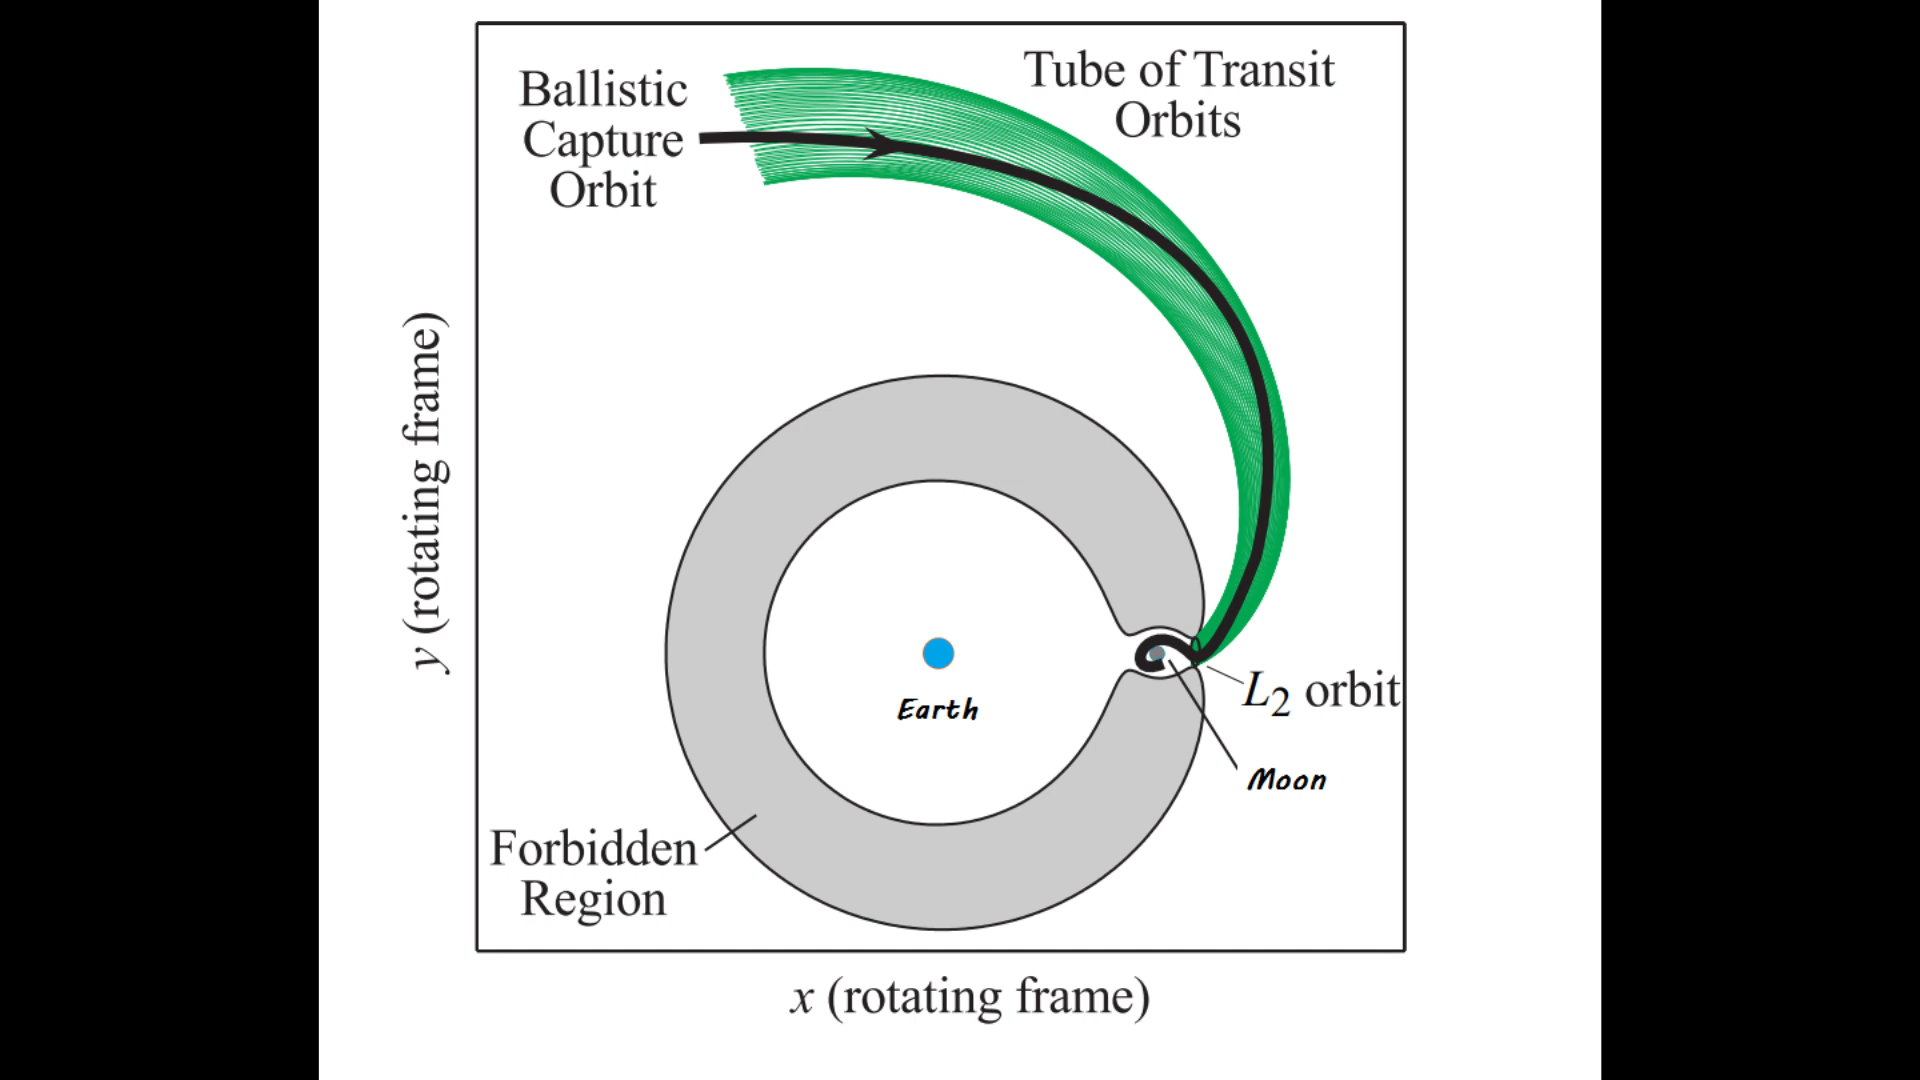 Ballistic
Capture
Orbit
Tube of Transit
Orbits
y (rotating frame)
Earth
L₂ orbit
Moon
Forbidden
Region
x (rotating frame)